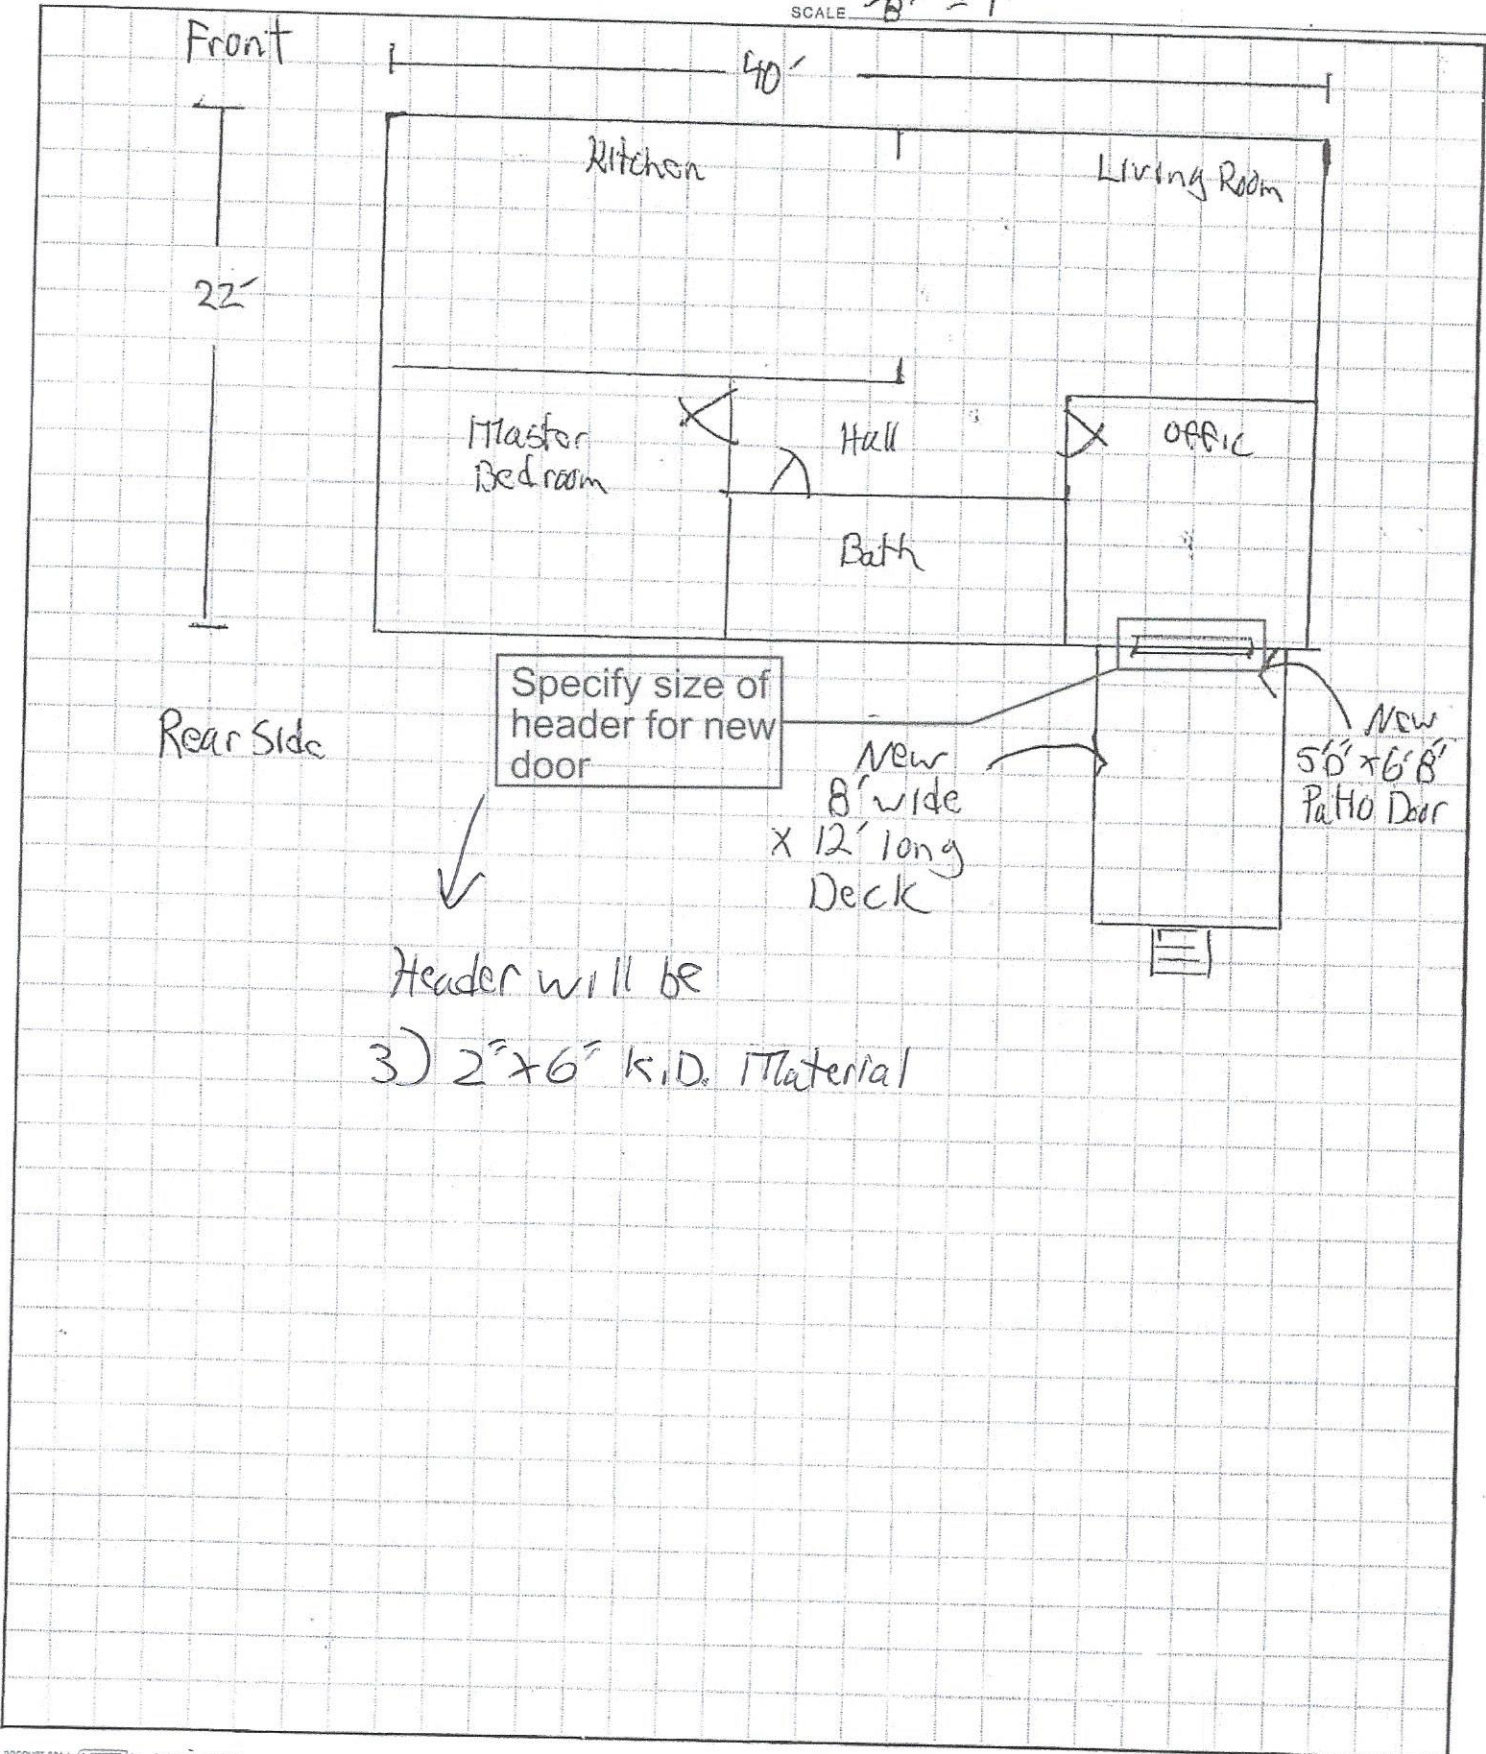 SCALE
Front
40'
Kitchen
Living Room
22'
Master
Bedroom
Hall
offic
Bath
Specify size of
header for new
door
Rear Side
New
8' wide
x 12' long
Deck
New
5'0" x 6'8"
Patio Door
Header will be
3) 2" x 6" K.D. Material